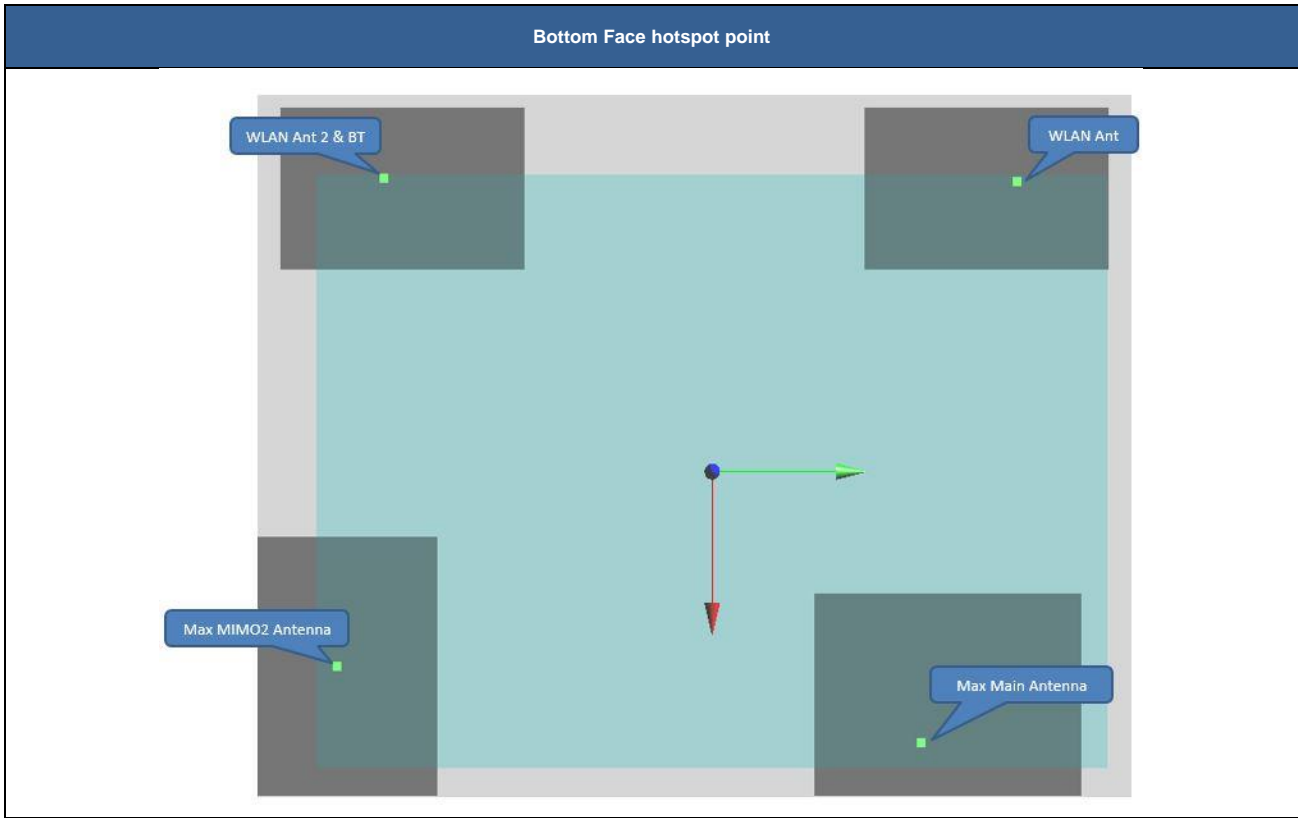 Bottom Face hotspot point
WLAN Ant 2 & BT
WLAN Ant
Max MIMO2 Antenna
Max Main Antenna